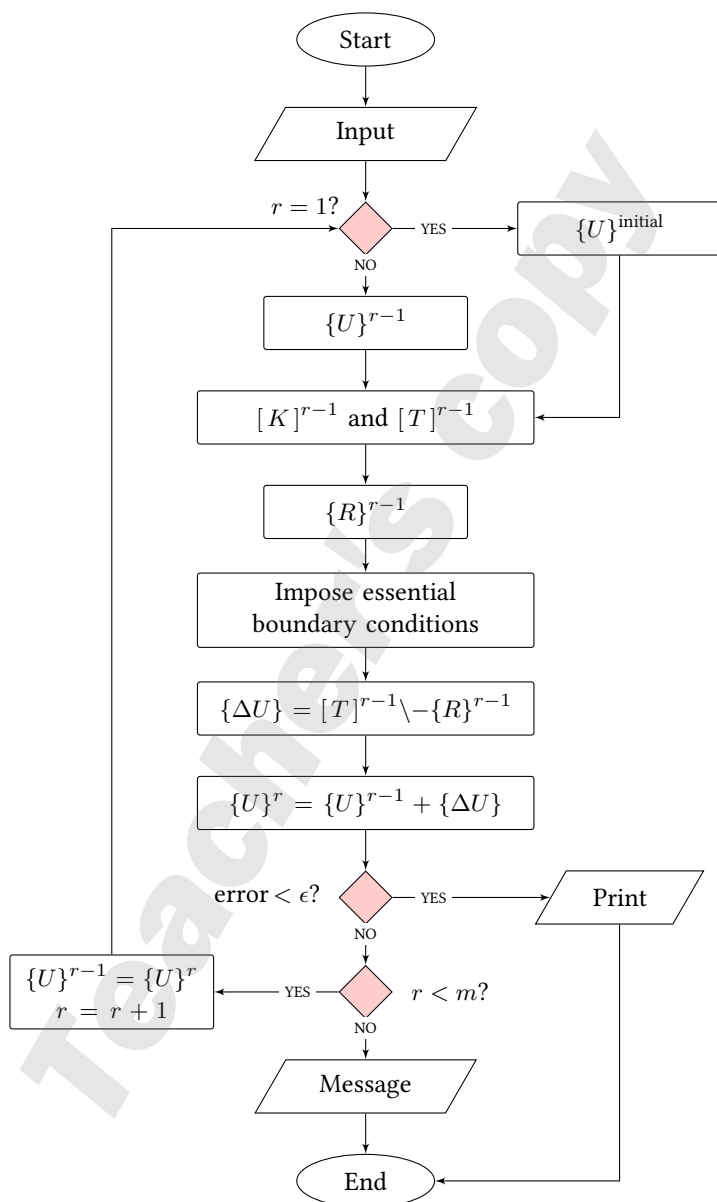 Start
Input
r = 1?
YES
{U}^initial
NO
{U}^{r−1}
[K]^{r−1} and [T]^{r−1}
{R}^{r−1}
Impose essential
boundary conditions
{ΔU} = [T]^{r−1}\−{R}^{r−1}
{U}^r = {U}^{r−1} + {ΔU}
error < ϵ?
YES
Print
NO
{U}^{r−1} = {U}^r
r = r + 1
YES
r < m?
NO
Message
End
Teacher's copy